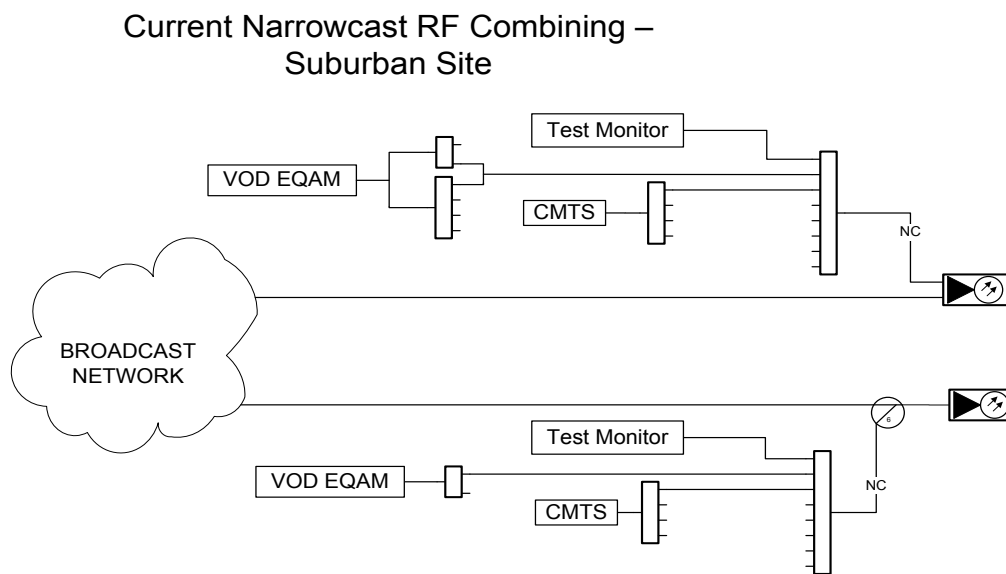 Current Narrowcast RF Combining –
Suburban Site
Test Monitor
VOD EQAM
CMTS
NC
BROADCAST
NETWORK
6
Test Monitor
VOD EQAM
NC
CMTS